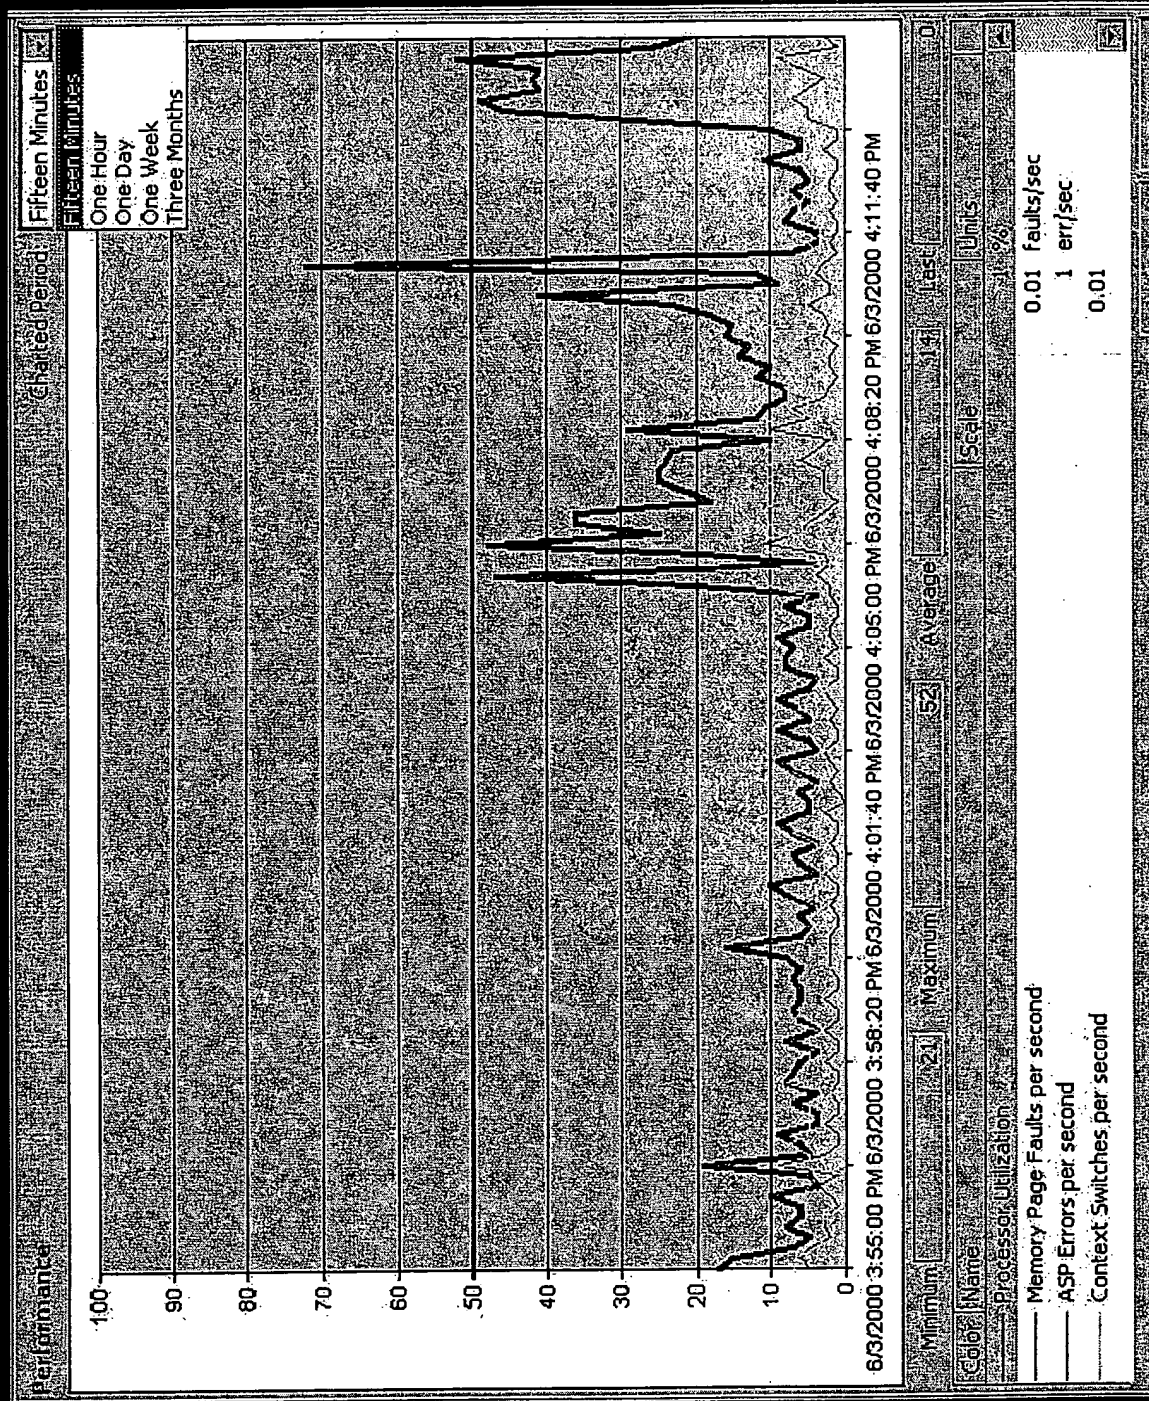 Performance
Charted Period
Fifteen Minutes
Fifteen Minutes
One Hour
One Day
One Week
Three Months
100
90
80
70
60
50
40
30
20
10
0
6/3/2000 3:55:00 PM 6/3/2000 3:58:20 PM 6/3/2000 4:01:40 PM 6/3/2000 4:05:00 PM 6/3/2000 4:08:20 PM 6/3/2000 4:11:40 PM
Minimum 21 Maximum 52 Average 14 Last 0
Color Name Scale Units
Processor Utilization 1 %
Memory Page Faults per second 0.01 faults/sec
ASP Errors per second 1 err/sec
Context Switches per second 0.01